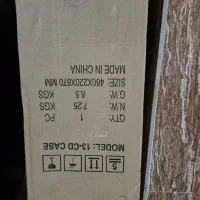 5
MODEL: 13-CD CASE
QTY: 1 PC
N.W: 7.25 KGS
G.W: 8.5 KGS
SIZE: 460X220X670 MM
MADE IN CHINA